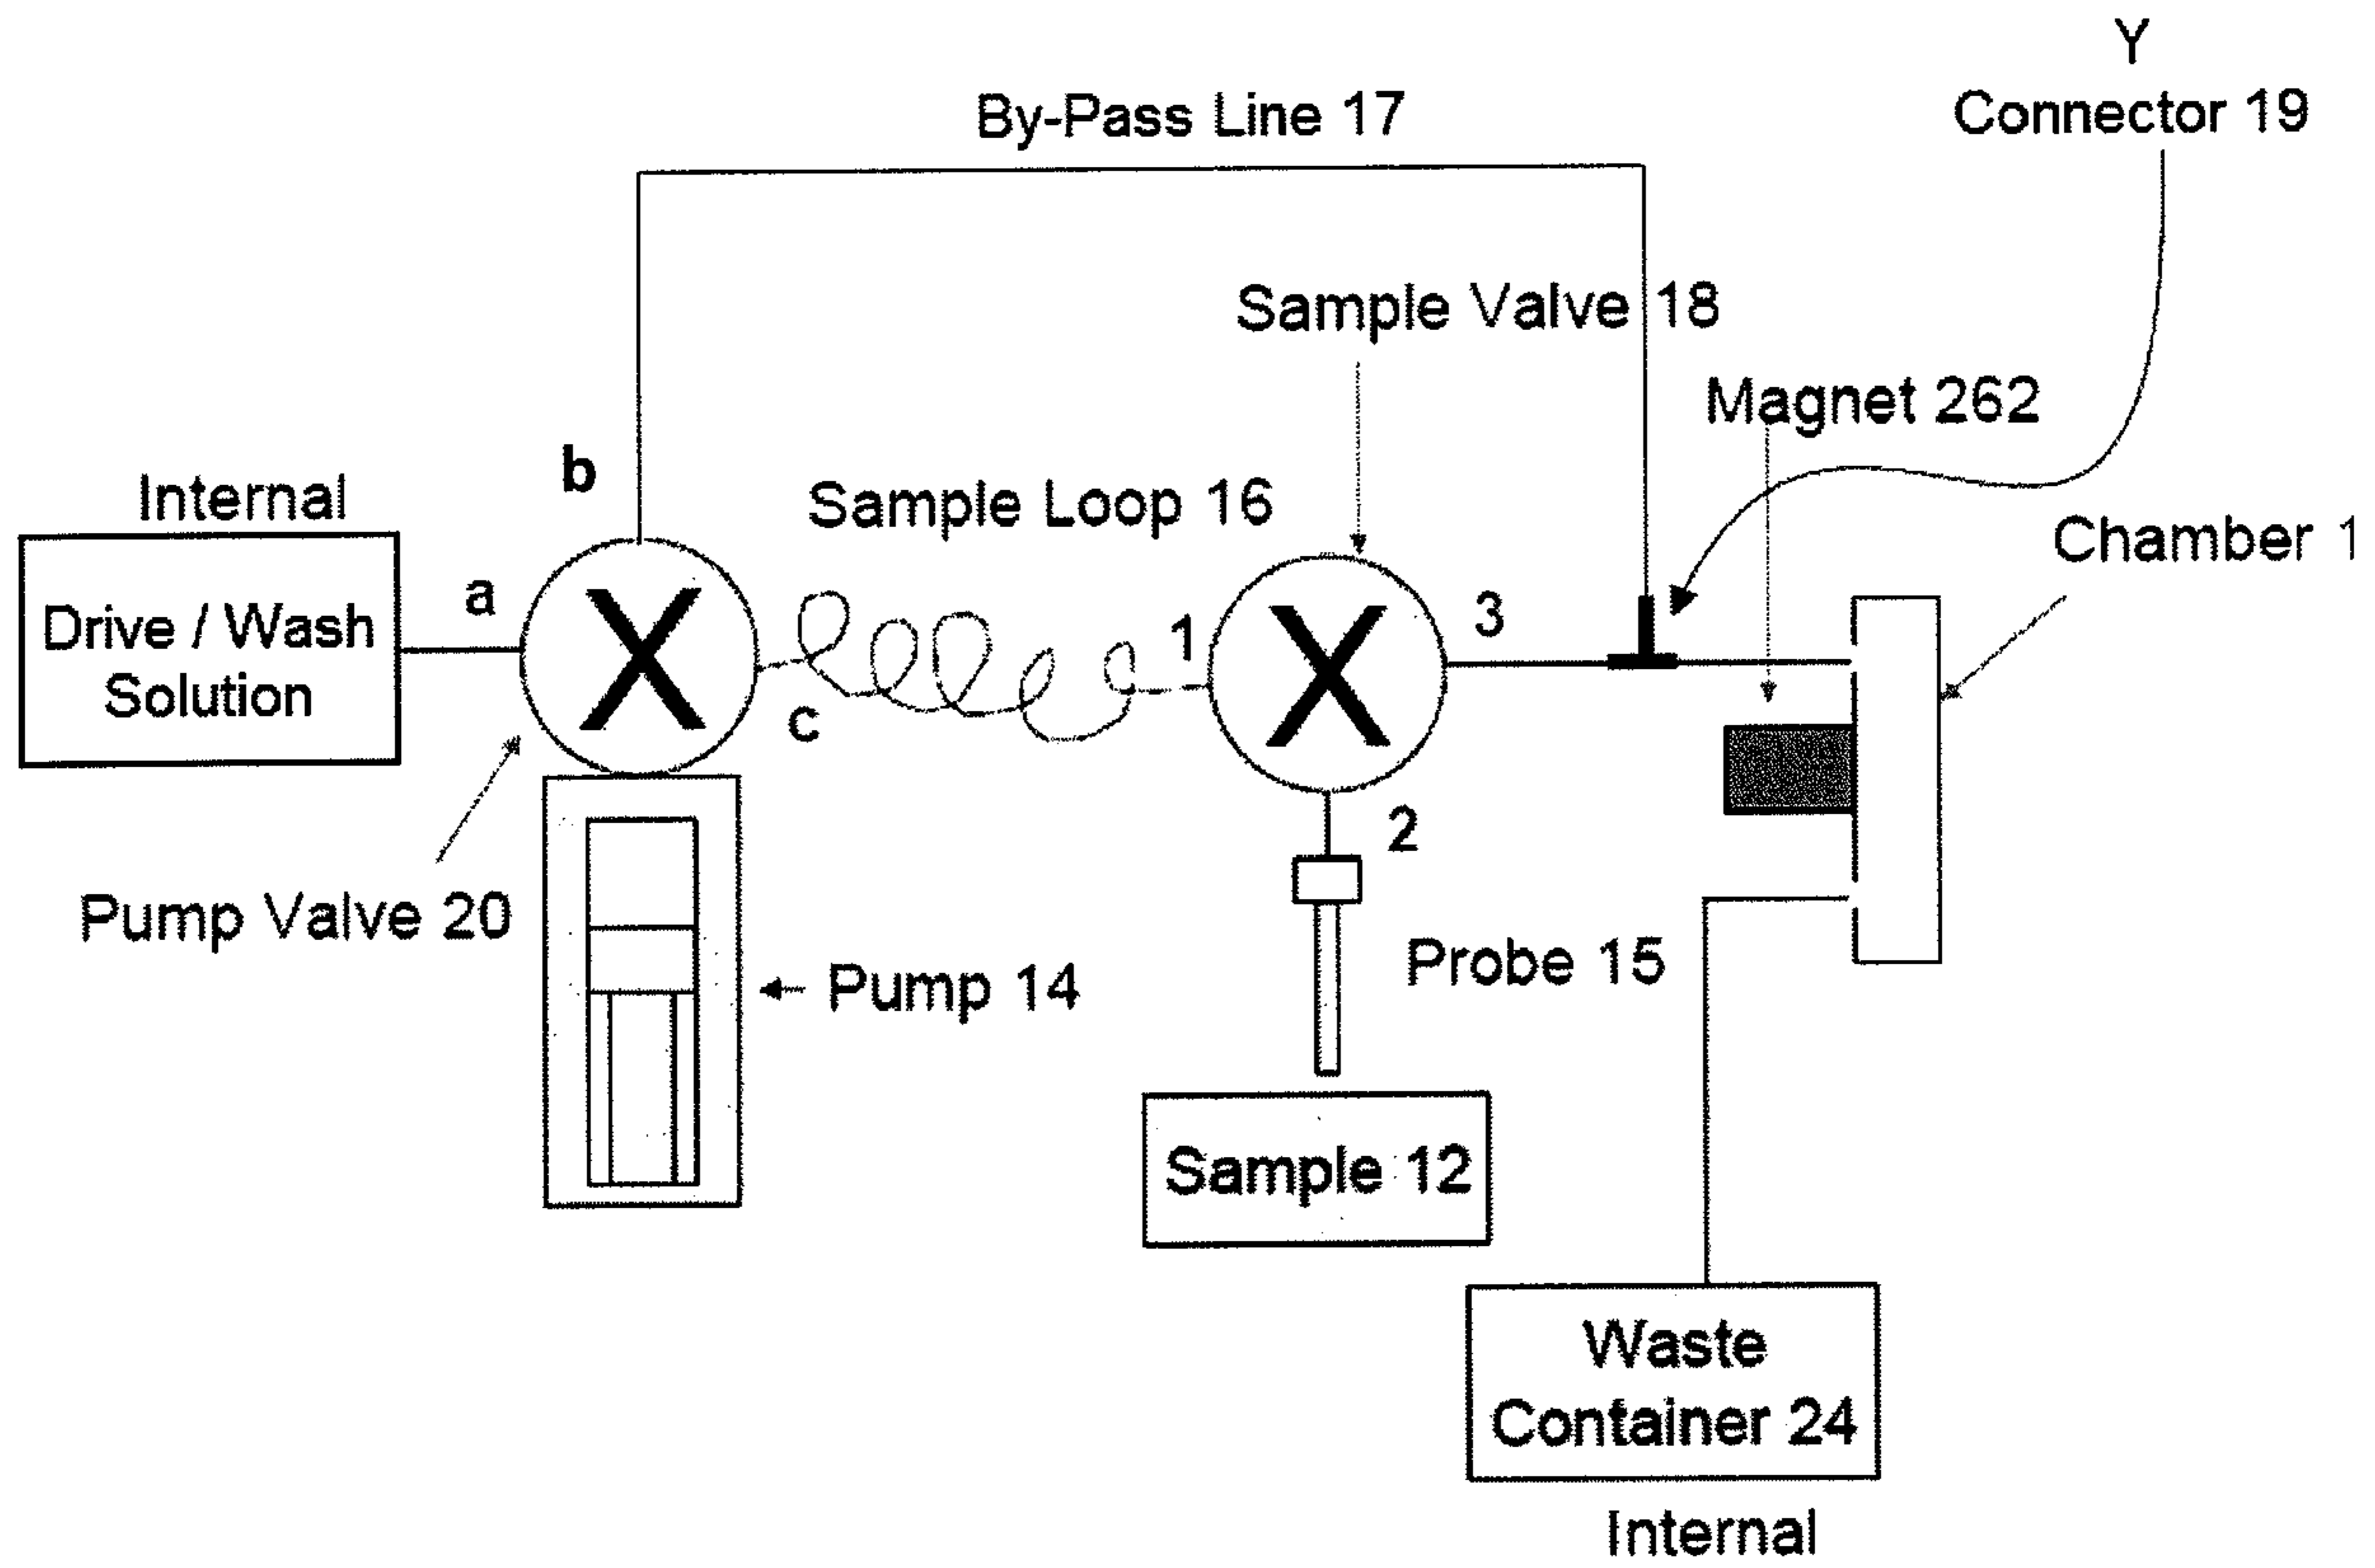 Y
Connector 19
By-Pass Line 17
Sample Valve 18
Magnet 262
b
Internal
Sample Loop 16
Chamber 1
a
Drive / Wash
Solution
1
3
c
2
Pump Valve 20
Probe 15
Pump 14
Sample 12
Waste
Container 24
Internal